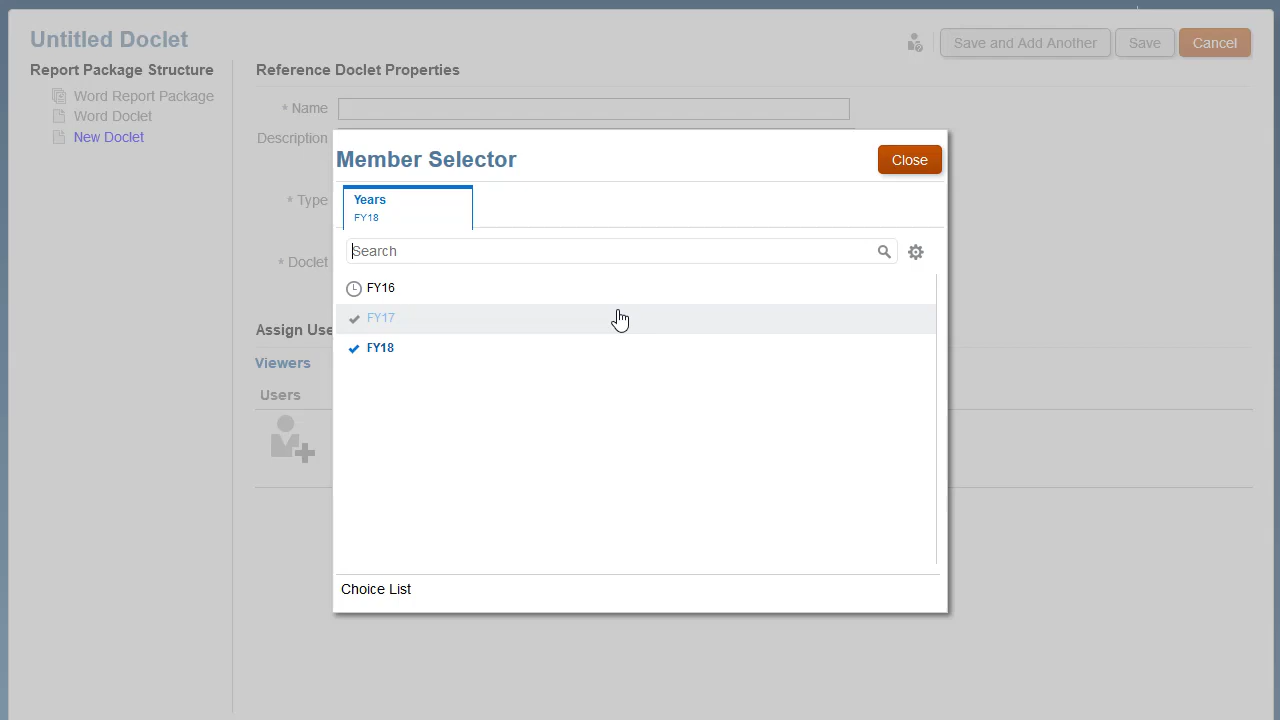 Untitled Doclet
Save and Add Another
Save
Cancel
Report Package Structure
Word Report Package
Word Doclet
New Doclet
Reference Doclet Properties
* Name
Description
* Type
* Doclet
Assign Use
Viewers
Users
Member Selector
Close
Years
FY18
Search
FY16
FY17
FY18
Choice List